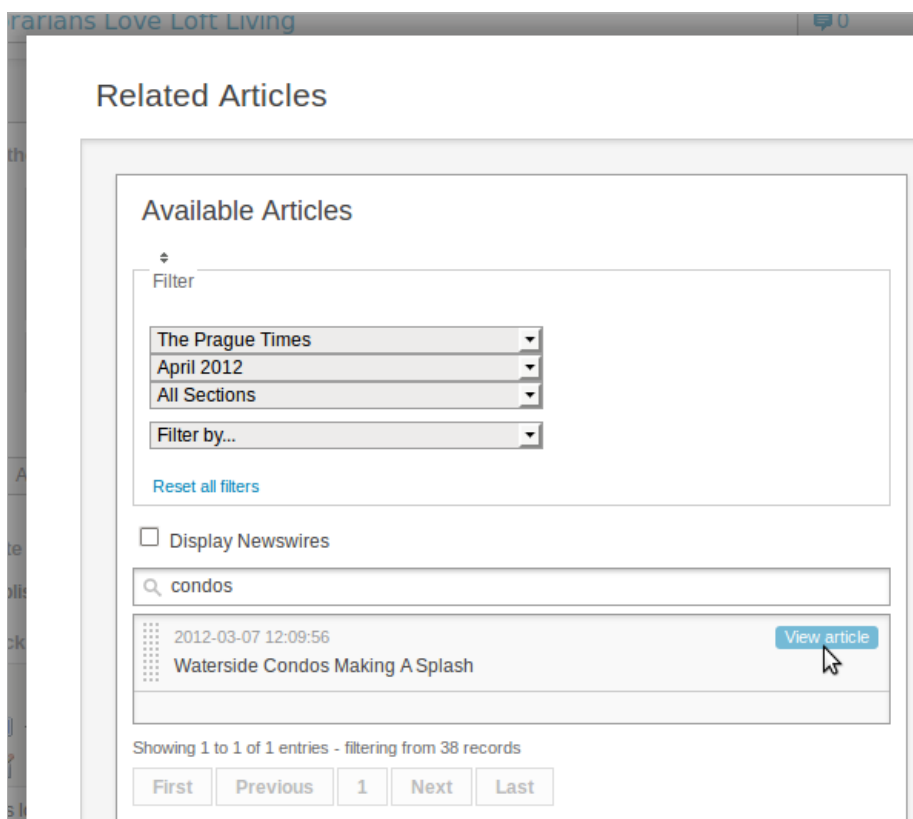 Love Loft Living
0
Related Articles
Available Articles
Filter
The Prague Times
April 2012
All Sections
Filter by...
Reset all filters
Display Newswires
condos
2012-03-07 12:09:56
View article
Waterside Condos Making A Splash
Showing 1 to 1 of 1 entries - filtering from 38 records
First Previous 1 Next Last